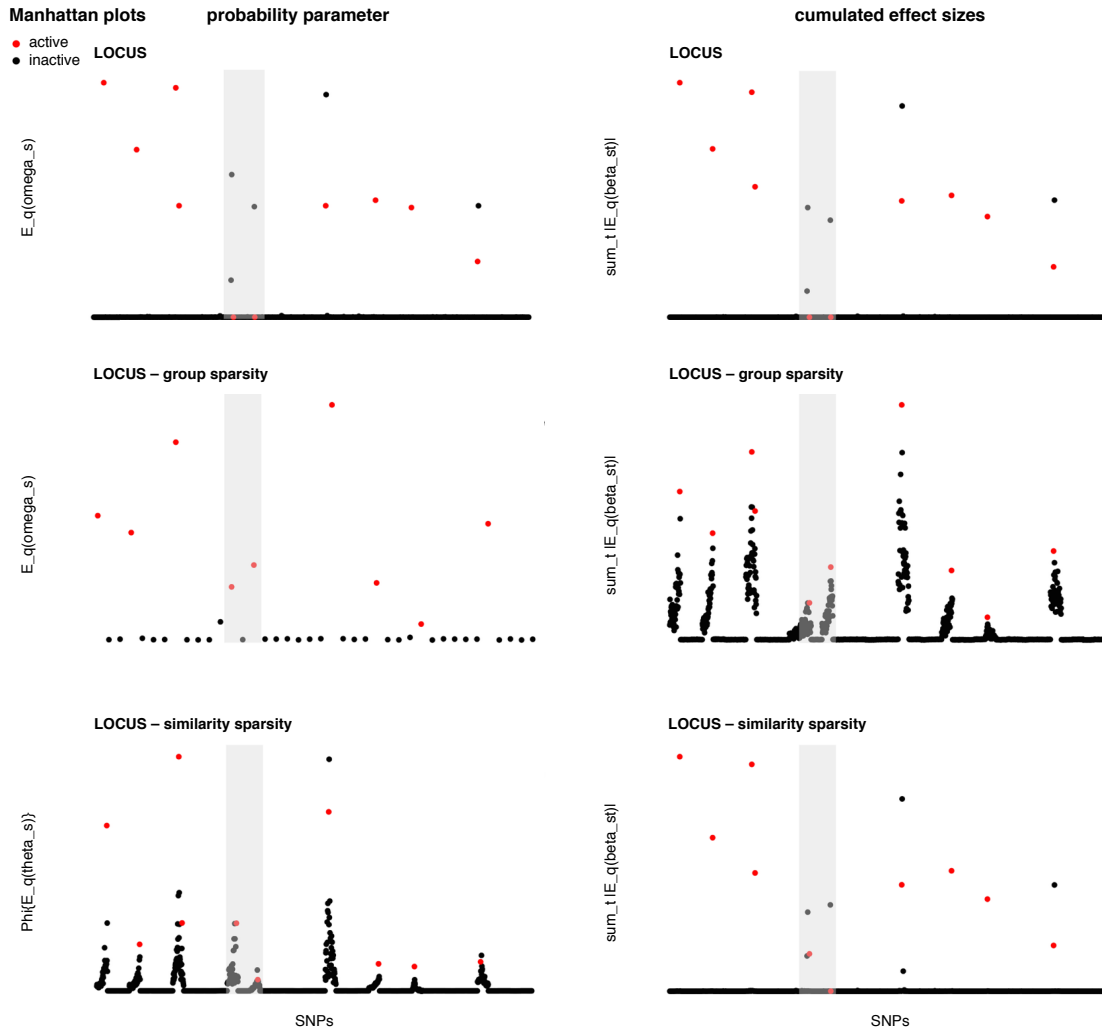 Manhattan plots
probability parameter
cumulated effect sizes
active
inactive
LOCUS
LOCUS
E_q(omega_s)
sum_t |E_q(beta_st)|
LOCUS – group sparsity
LOCUS – group sparsity
E_q(omega_s)
sum_t |E_q(beta_st)|
LOCUS – similarity sparsity
LOCUS – similarity sparsity
Phi{E_q(theta_s)}
sum_t |E_q(beta_st)|
SNPs
SNPs